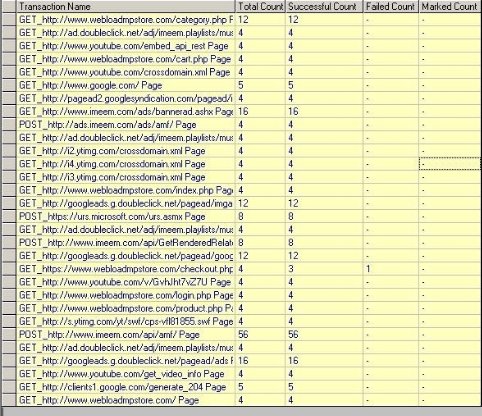 Transaction Name Total Count Successful Count Failed Count Marked Count
GET_http://www.webloadmpstore.com/category.php P 12 12 - -
GET_http://ad.doubleclick.net/adj/imeem.playlists/mus 4 4 - -
GET_http://www.youtube.com/embed_api_rest Page 4 4 - -
GET_http://www.webloadmpstore.com/cart.php Page 4 4 - -
GET_http://www.youtube.com/crossdomain.xml Page 4 4 - -
GET_http://www.google.com/ Page 5 5 - -
GET_http://pagead2.googlesyndication.com/pagead/i 4 4 - -
GET_http://www.imeem.com/ads/bannerad.ashx Page 16 16 - -
POST_http://ads.imeem.com/ads/amf/ Page 4 4 - -
GET_http://ad.doubleclick.net/adj/imeem.playlists/mus 4 4 - -
GET_http://i2.ytimg.com/crossdomain.xml Page 4 4 - -
GET_http://i4.ytimg.com/crossdomain.xml Page 4 4 - -
GET_http://i3.ytimg.com/crossdomain.xml Page 4 4 - -
GET_http://www.webloadmpstore.com/index.php Page 4 4 - -
GET_http://googleads.g.doubleclick.net/pagead/imga 12 12 - -
POST_https://urs.microsoft.com/urs.asmx Page 8 8 - -
GET_http://ad.doubleclick.net/adj/imeem.playlists/mus 4 4 - -
POST_http://www.imeem.com/api/GetRenderedRelate 8 8 - -
GET_http://googleads.g.doubleclick.net/pagead/goog 12 12 - -
GET_https://www.webloadmpstore.com/checkout.php 4 3 1 -
GET_http://www.youtube.com/v/GvhJht7vZ7U Page 4 4 - -
GET_http://www.webloadmpstore.com/login.php Page 4 4 - -
GET_http://www.webloadmpstore.com/product.php Pa 4 4 - -
GET_http://s.ytimg.com/yt/swf/cps-vfl81855.swf Page 4 4 - -
POST_http://www.imeem.com/api/amf/ Page 56 56 - -
GET_http://ad.doubleclick.net/adj/imeem.playlists/mus 4 4 - -
GET_http://googleads.g.doubleclick.net/pagead/ads P 16 16 - -
GET_http://www.youtube.com/get_video_info Page 4 4 - -
GET_http://clients1.google.com/generate_204 Page 5 5 - -
GET_http://www.webloadmpstore.com/ Page 4 4 - -